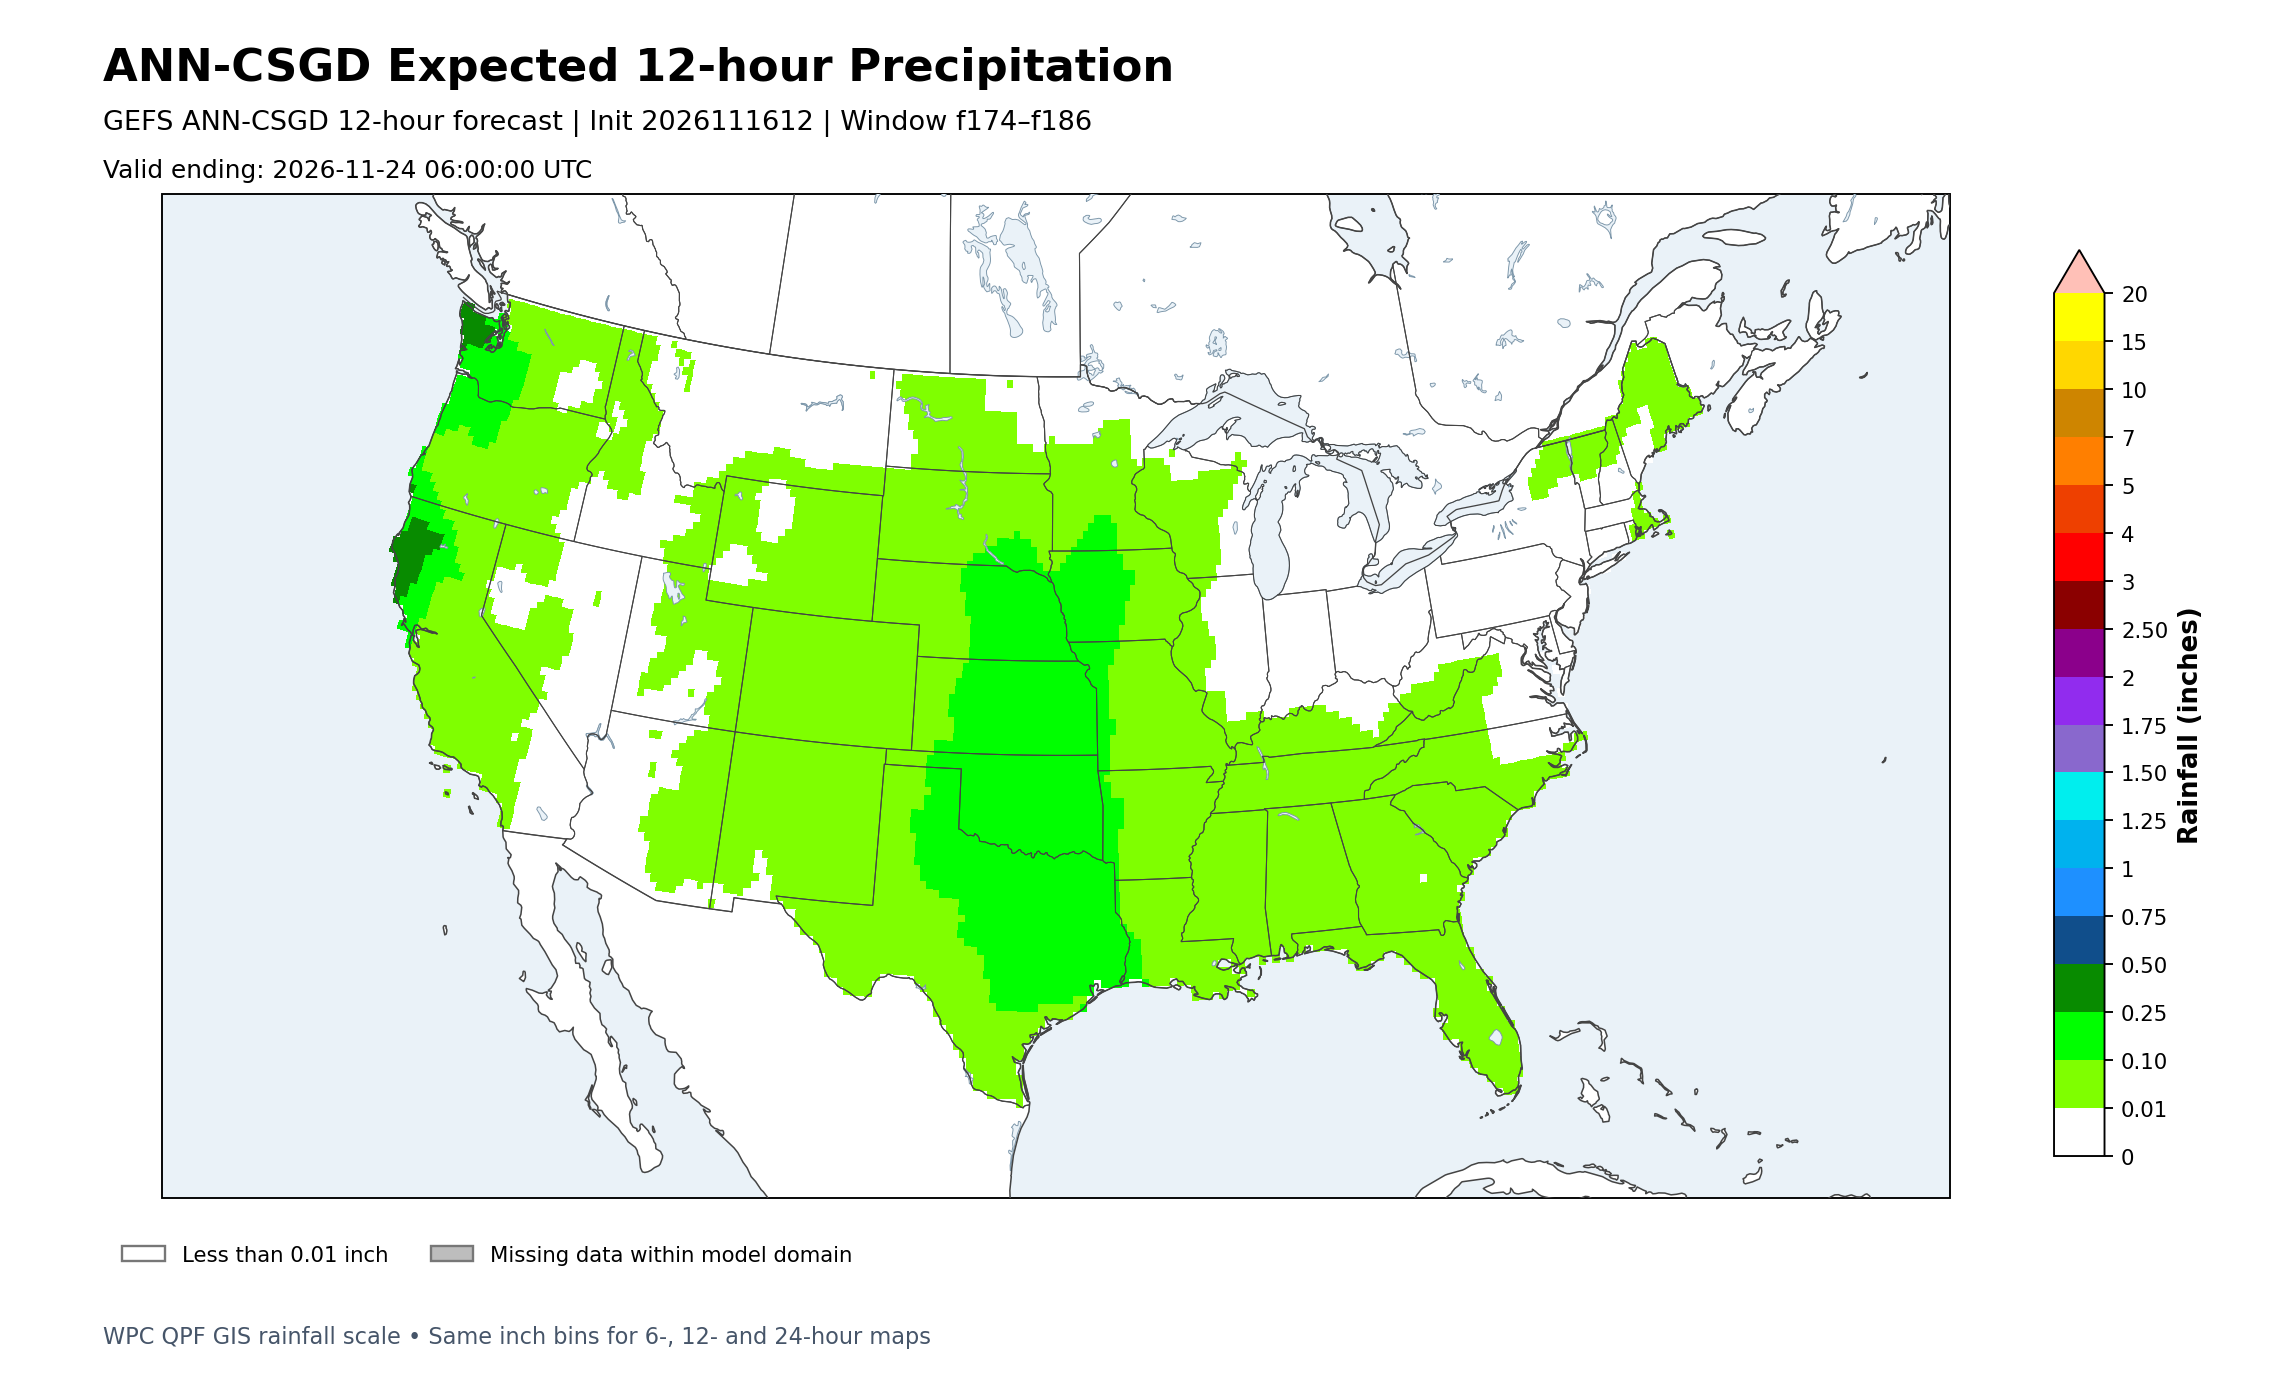 ANN-CSGD Expected 12-hour Precipitation
GEFS ANN-CSGD 12-hour forecast | Init 2026111612 | Window f174–f186
Valid ending: 2026-11-24 06:00:00 UTC
20
15
10
7
5
4
3
2.50
2
1.75
1.50
1.25
1
0.75
0.50
0.25
0.10
0.01
0
Rainfall (inches)
Less than 0.01 inch
Missing data within model domain
WPC QPF GIS rainfall scale • Same inch bins for 6-, 12- and 24-hour maps